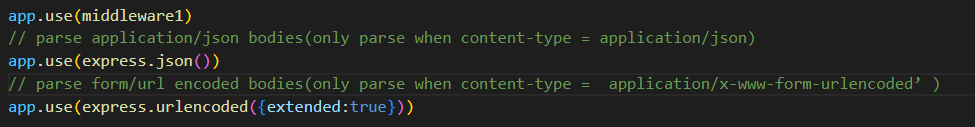 app.use(middleware1)
// parse application/json bodies(only parse when content-type = application/json)
app.use(express.json())
// parse form/url encoded bodies(only parse when content-type =  application/x-www-form-urlencoded’ )
app.use(express.urlencoded({extended:true}))